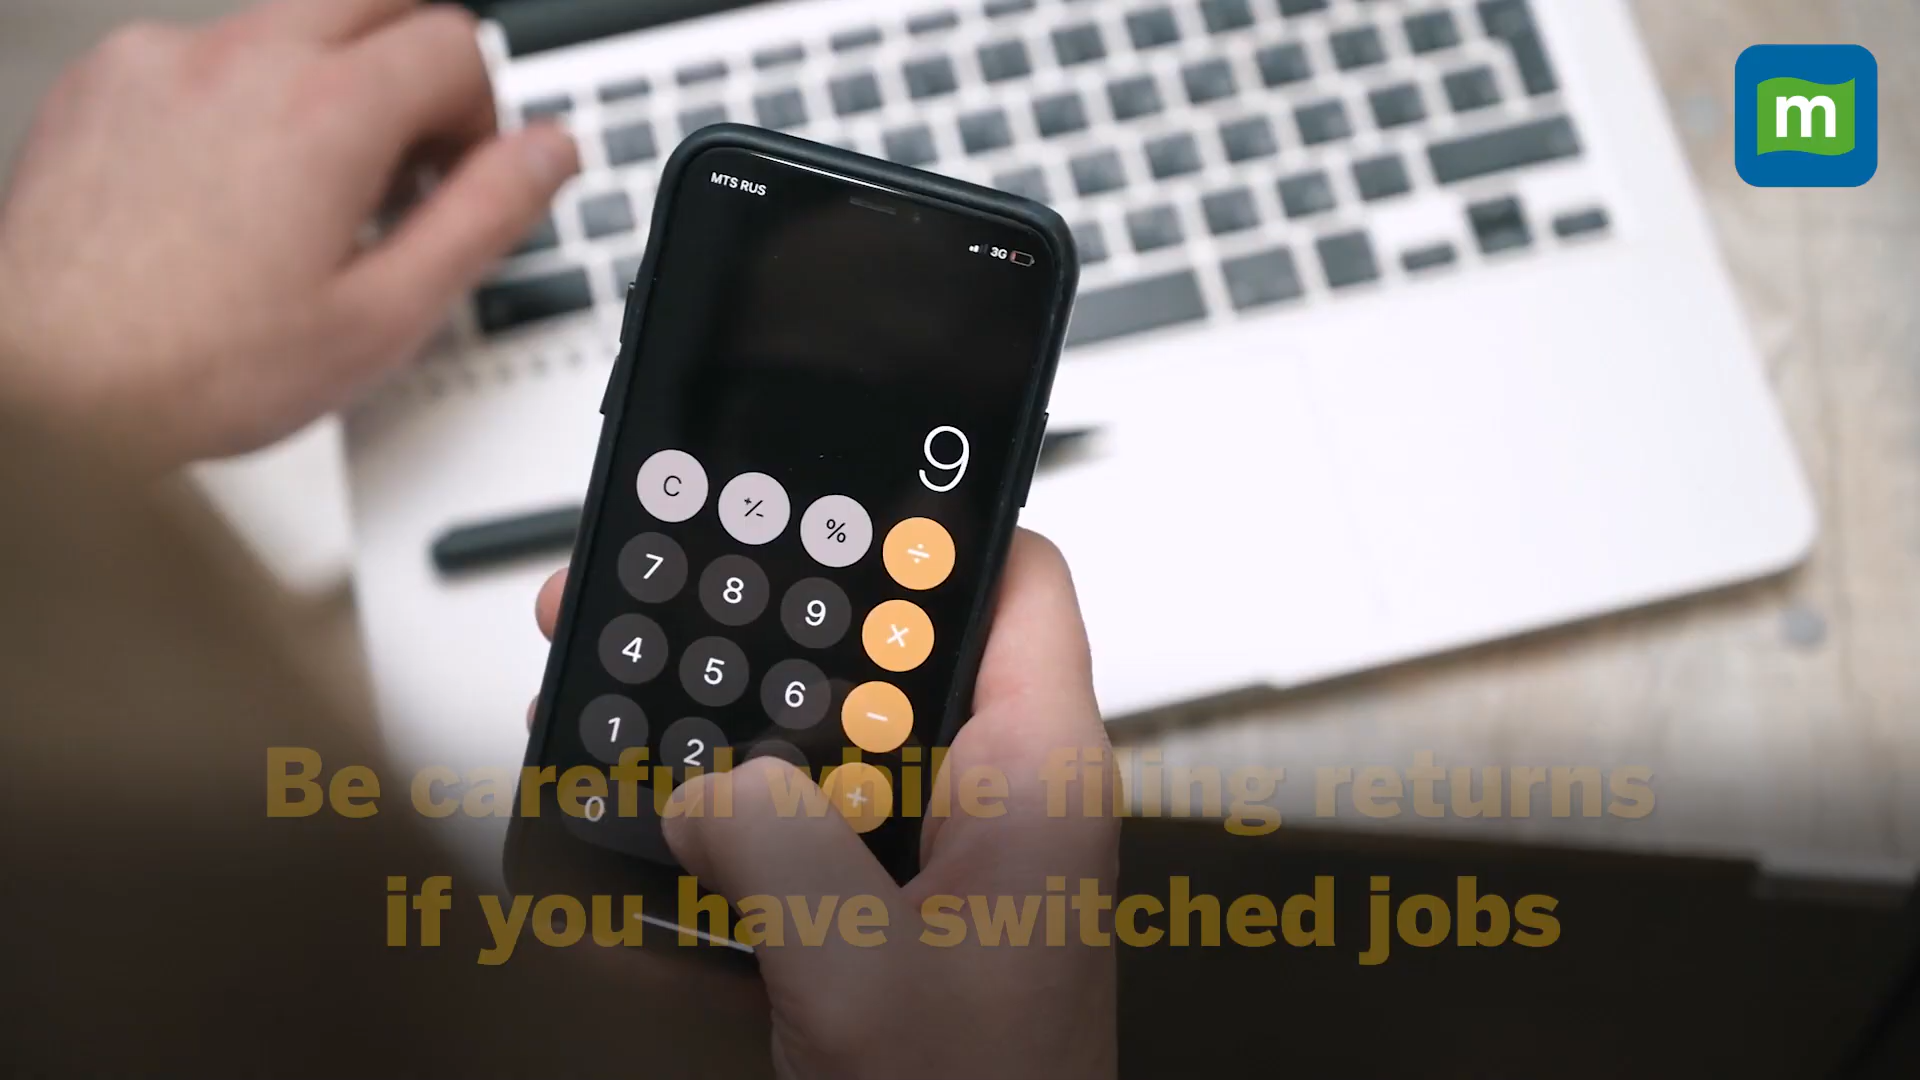 m
MTS RUS
3G
9
C +/- % ÷
7 8 9 ×
4 5 6 −
1 2 +
0
Be careful while filing returns
if you have switched jobs